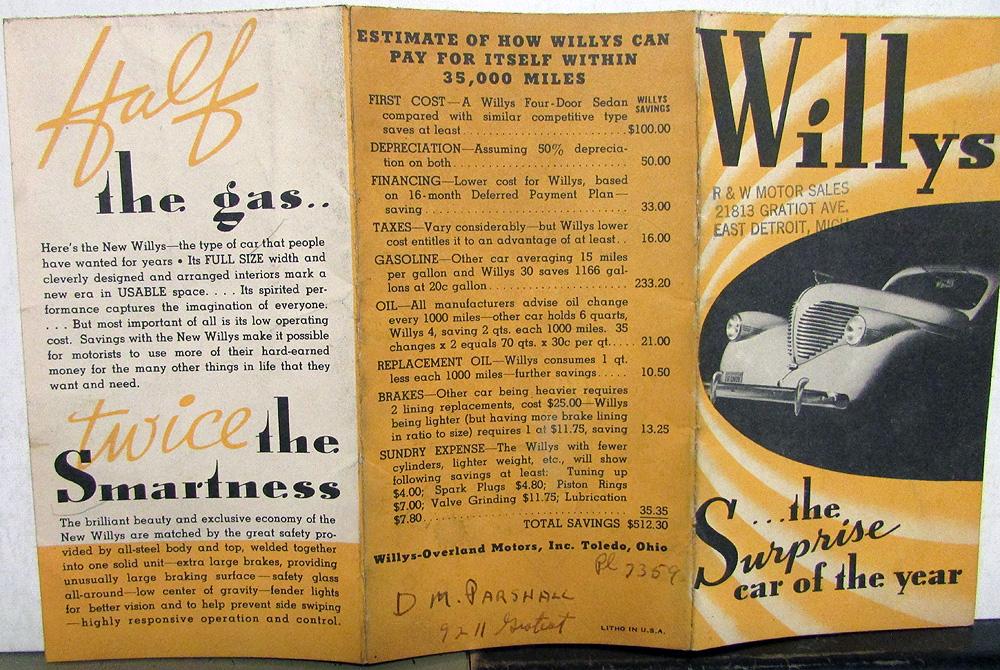 Half
the gas..
Here's the New Willys—the type of car that people
have wanted for years • Its FULL SIZE width and
cleverly designed and arranged interiors mark a
new era in USABLE space. . . . Its spirited per-
formance captures the imagination of everyone.
. . . But most important of all is its low operating
cost. Savings with the New Willys make it possible
for motorists to use more of their hard-earned
money for the many other things in life that they
want and need.
twice the
Smartness
The brilliant beauty and exclusive economy of the
New Willys are matched by the great safety pro-
vided by all-steel body and top, welded together
into one solid unit—extra large brakes, providing
unusually large braking surface—safety glass
all-around—low center of gravity—fender lights
for better vision and to help prevent side swiping
—highly responsive operation and control.
ESTIMATE OF HOW WILLYS CAN
PAY FOR ITSELF WITHIN
35,000 MILES
WILLYS
SAVINGS
FIRST COST—A Willys Four-Door Sedan
compared with similar competitive type
saves at least . . . . . . . . . . $100.00
DEPRECIATION—Assuming 50% deprecia-
tion on both . . . . . . . . . . 50.00
FINANCING—Lower cost for Willys, based
on 16-month Deferred Payment Plan—
saving . . . . . . . . . . 33.00
TAXES—Vary considerably—but Willys lower
cost entitles it to an advantage of at least . . 16.00
GASOLINE—Other car averaging 15 miles
per gallon and Willys 30 saves 1166 gal-
lons at 20c gallon . . . . . . . . . . 233.20
OIL—All manufacturers advise oil change
every 1000 miles—other car holds 6 quarts,
Willys 4, saving 2 qts. each 1000 miles. 35
changes x 2 equals 70 qts. x 30c per qt. . . . . 21.00
REPLACEMENT OIL—Willys consumes 1 qt.
less each 1000 miles—further savings . . . . . 10.50
BRAKES—Other car being heavier requires
2 lining replacements, cost $25.00—Willys
being lighter (but having more brake lining
in ratio to size) requires 1 at $11.75, saving 13.25
SUNDRY EXPENSE—The Willys with fewer
cylinders, lighter weight, etc., will show
following savings at least: Tuning up
$4.00; Spark Plugs $4.80; Piston Rings
$7.00; Valve Grinding $11.75; Lubrication
$7.80 . . . . . . . . . . 35.35
TOTAL SAVINGS $512.30
Willys-Overland Motors, Inc. Toledo, Ohio
Pl 7359
D M. PARSHALL
9211 Gratiot
LITHO IN U.S.A.
Willys
R & W MOTOR SALES
21813 GRATIOT AVE.
EAST DETROIT, MICH
...the
Surprise
car of the year